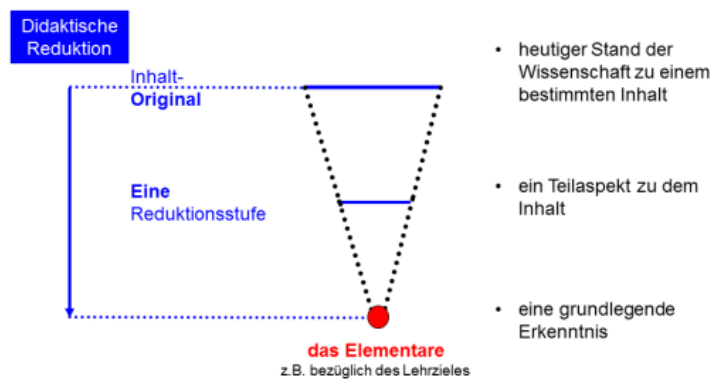 Didaktische
Reduktion
Inhalt-
Original
• heutiger Stand der
Wissenschaft zu einem
bestimmten Inhalt
Eine
Reduktionsstufe
• ein Teilaspekt zu dem
Inhalt
• eine grundlegende
Erkenntnis
das Elementare
z.B. bezüglich des Lehrzieles